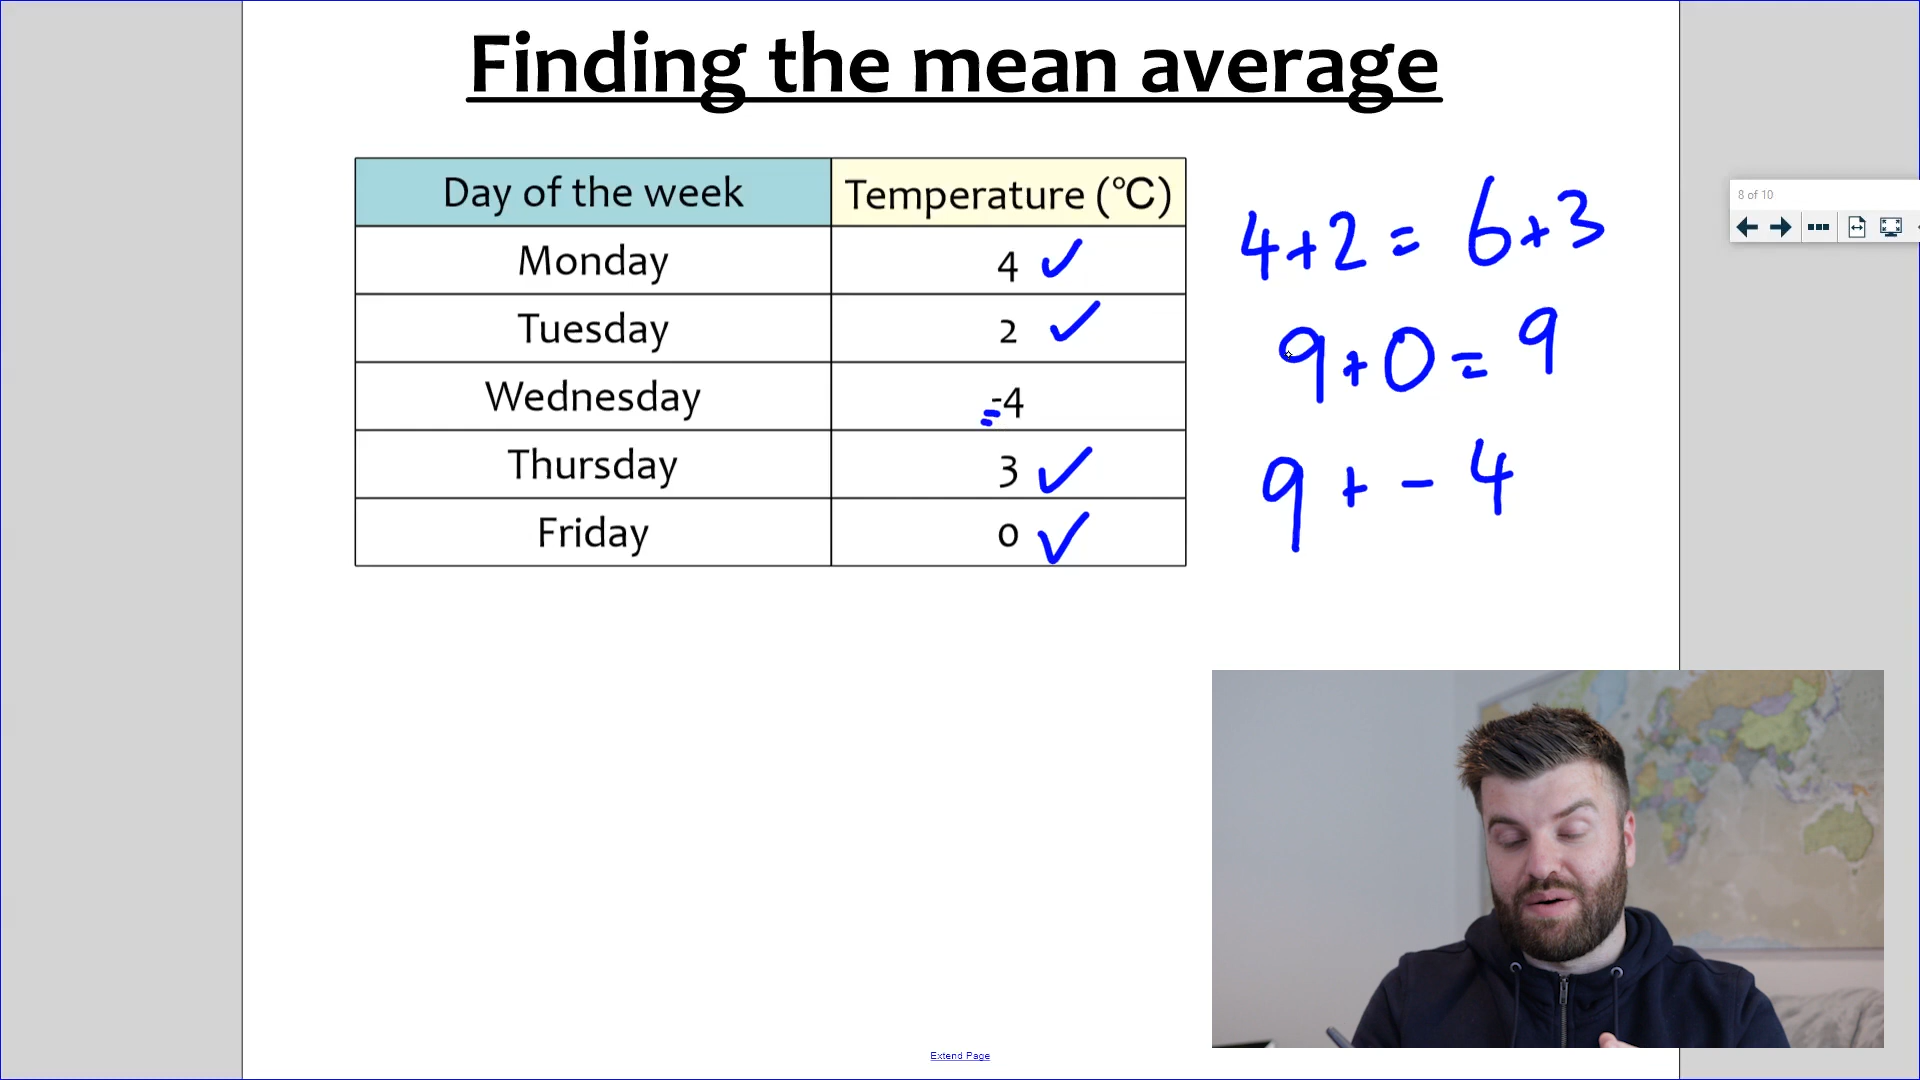 Finding the mean average
Day of the week Temperature (°C)
Monday 4
Tuesday 2
Wednesday -4
Thursday 3
Friday 0
4+2 = 6+3
9+0 = 9
9 + - 4
8 of 10
Extend Page